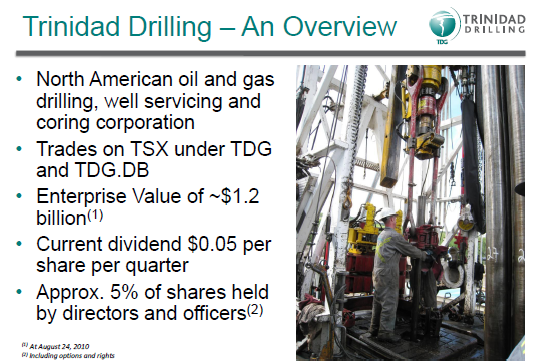 Trinidad Drilling – An Overview
TRINIDAD
DRILLING
TDG
• North American oil and gas
drilling, well servicing and
coring corporation
• Trades on TSX under TDG
and TDG.DB
• Enterprise Value of ~$1.2
billion(1)
• Current dividend $0.05 per
share per quarter
• Approx. 5% of shares held
by directors and officers(2)
(1) At August 24, 2010
(2) Including options and rights